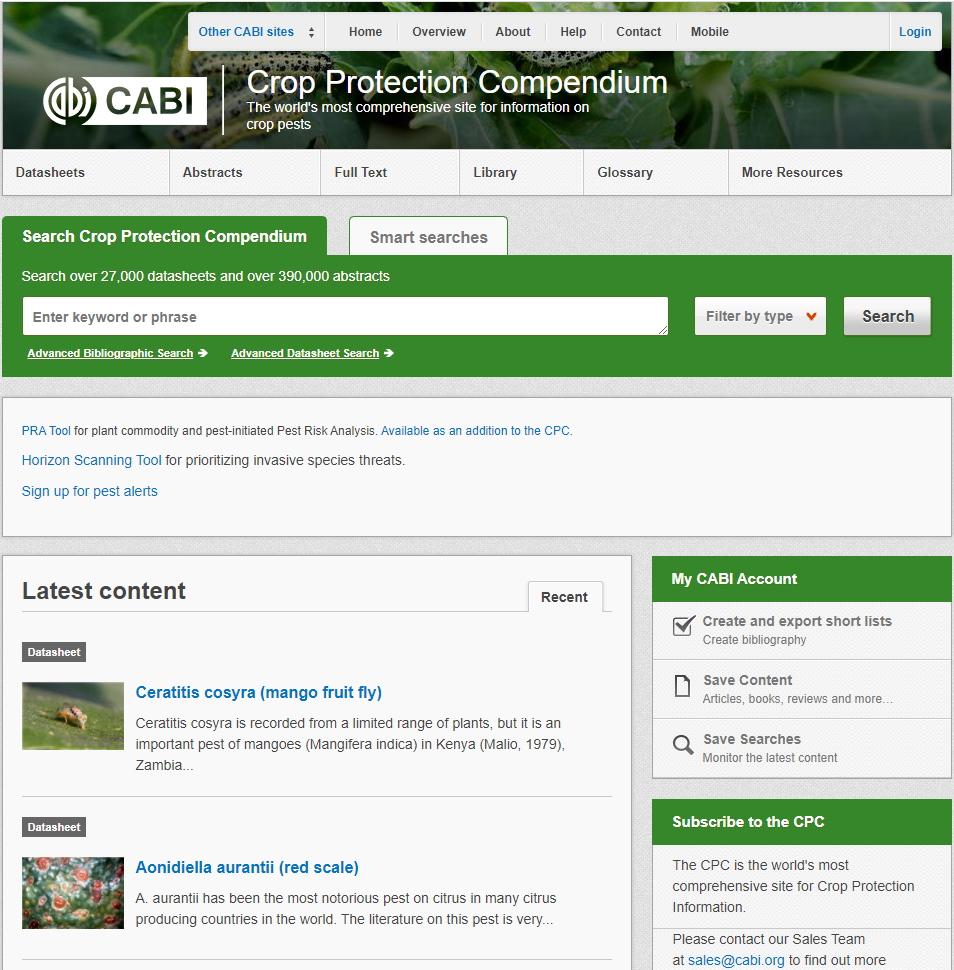 Other CABI sites
Home
Overview
About
Help
Contact
Mobile
Login
CABI
Crop Protection Compendium
The world's most comprehensive site for information on
crop pests
Datasheets
Abstracts
Full Text
Library
Glossary
More Resources
Search Crop Protection Compendium
Smart searches
Search over 27,000 datasheets and over 390,000 abstracts
Enter keyword or phrase
Filter by type
Search
Advanced Bibliographic Search
Advanced Datasheet Search
PRA Tool for plant commodity and pest-initiated Pest Risk Analysis. Available as an addition to the CPC.
Horizon Scanning Tool for prioritizing invasive species threats.
Sign up for pest alerts
Latest content
Recent
Datasheet
Ceratitis cosyra (mango fruit fly)
Ceratitis cosyra is recorded from a limited range of plants, but it is an
important pest of mangoes (Mangifera indica) in Kenya (Malio, 1979),
Zambia...
Datasheet
Aonidiella aurantii (red scale)
A. aurantii has been the most notorious pest on citrus in many citrus
producing countries in the world. The literature on this pest is very...
My CABI Account
Create and export short lists
Create bibliography
Save Content
Articles, books, reviews and more…
Save Searches
Monitor the latest content
Subscribe to the CPC
The CPC is the world's most
comprehensive site for Crop Protection
Information.
Please contact our Sales Team
at sales@cabi.org to find out more